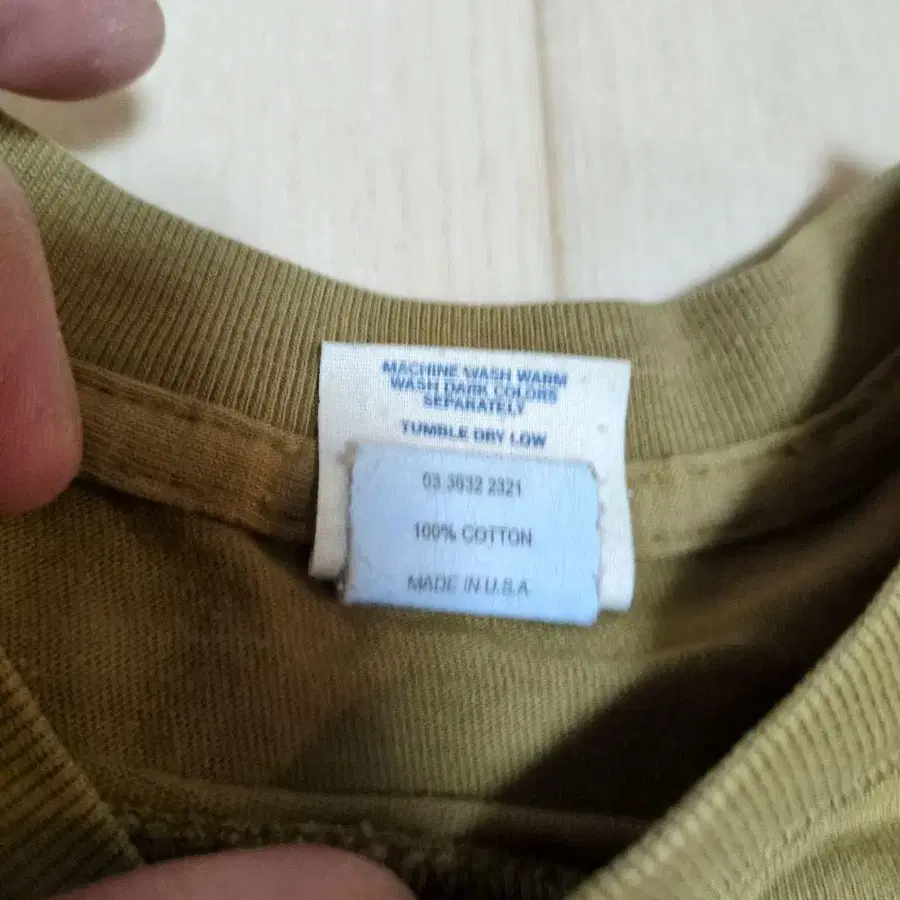 MACHINE WASH WARM
WASH DARK COLORS
SEPARATELY
TUMBLE DRY LOW
03 3632 2321
100% COTTON
MADE IN U.S.A